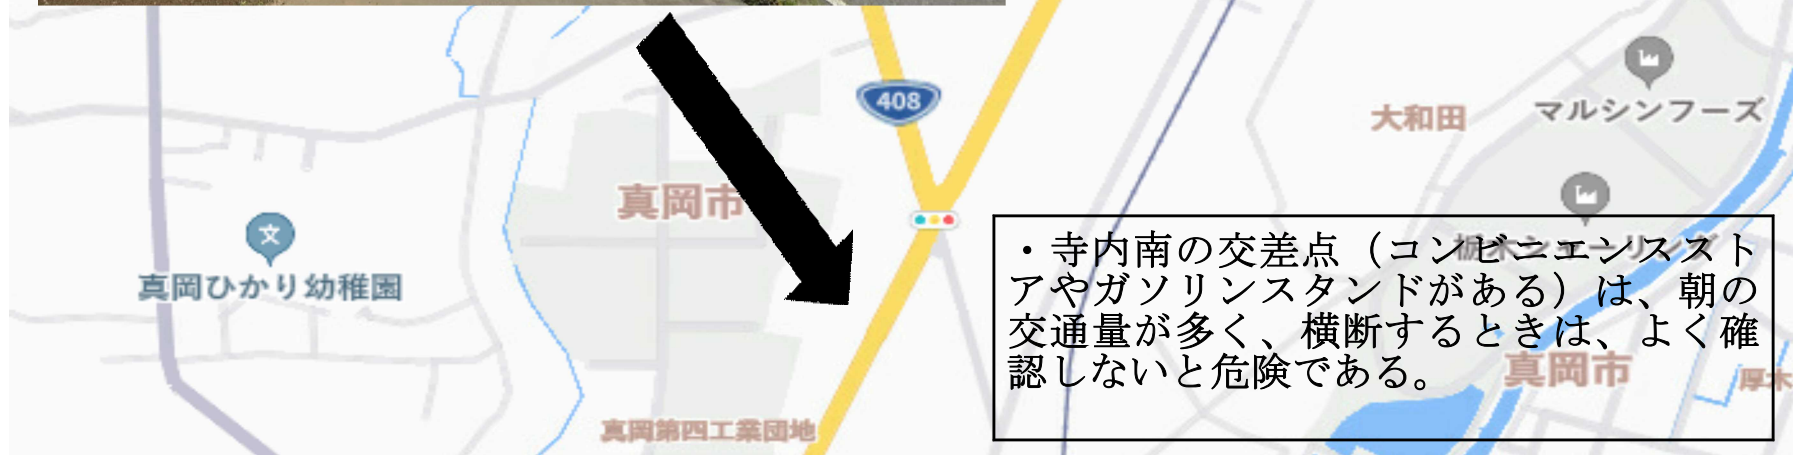 408
大和田
マルシンフーズ
真岡市
真岡ひかり幼稚園
・寺内南の交差点（コンビニエンススト
アやガソリンスタンドがある）は、朝の
交通量が多く、横断するときは、よく確
認しないと危険である。
真岡市
厚木
真岡第四工業団地